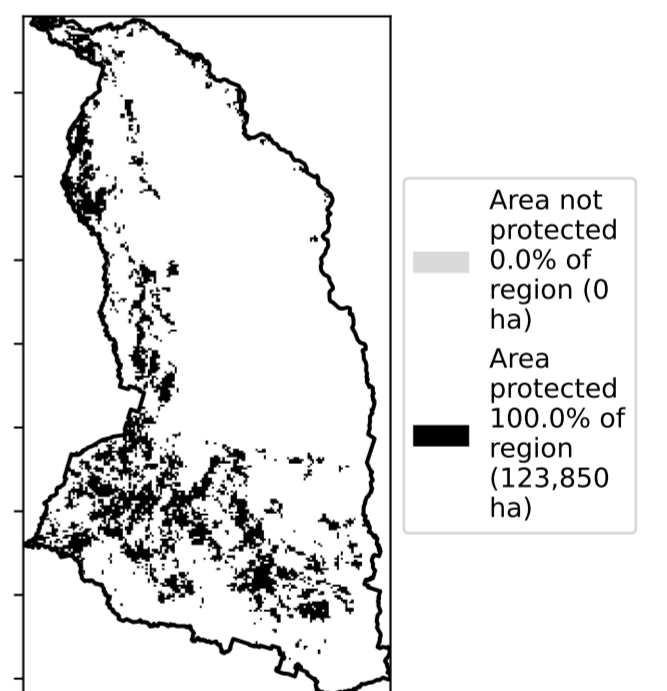 Area not
protected
0.0% of
region (0
ha)
Area
protected
100.0% of
region
(123,850
ha)